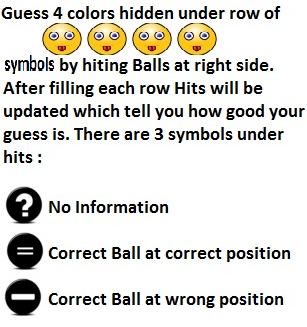 Guess 4 colors hidden under row of
symbols by hiting Balls at right side.
After filling each row Hits will be
updated which tell you how good your
guess is. There are 3 symbols under
hits :
? No Information
= Correct Ball at correct position
− Correct Ball at wrong position